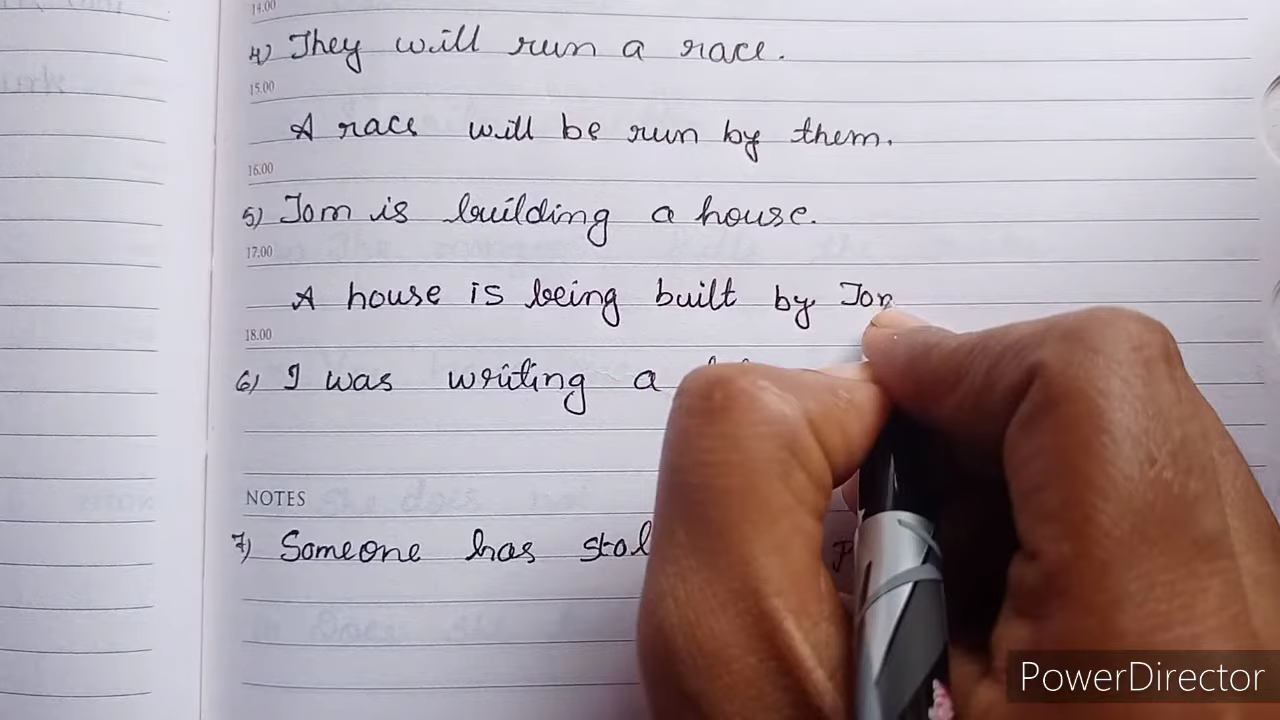 14.00
4) They will run a race.
15.00
A race will be run by them.
16.00
5) Tom is building a house.
17.00
A house is being built by Tom
18.00
6) I was writing a
NOTES
7) Someone has stol
PowerDirector